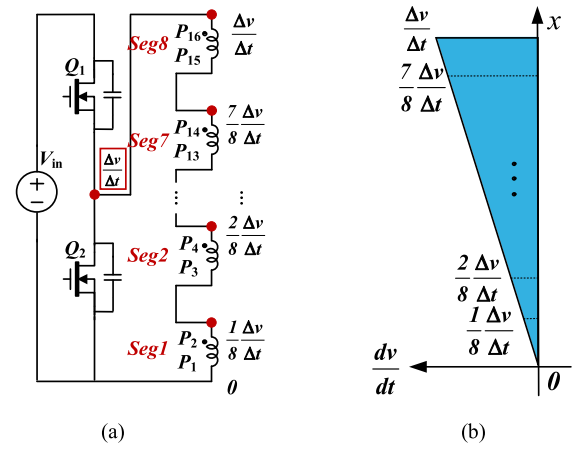 Seg8 P16 Δv/Δt
P15
Q1
Seg7 P14 7/8 Δv/Δt
P13
Vin
Δv/Δt
... ...
Q2
Seg2 P4 2/8 Δv/Δt
P3
Seg1 P2 1/8 Δv/Δt
P1
0
(a)
x
Δv/Δt
7/8 Δv/Δt
2/8 Δv/Δt
1/8 Δv/Δt
dv/dt
0
(b)